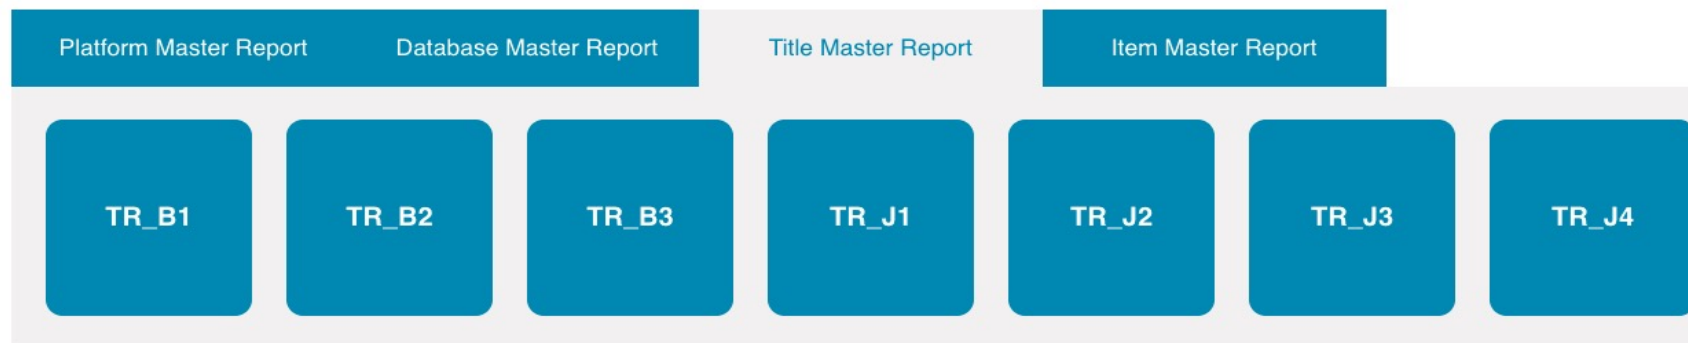 Platform Master Report Database Master Report Title Master Report Item Master Report
TR_B1 TR_B2 TR_B3 TR_J1 TR_J2 TR_J3 TR_J4